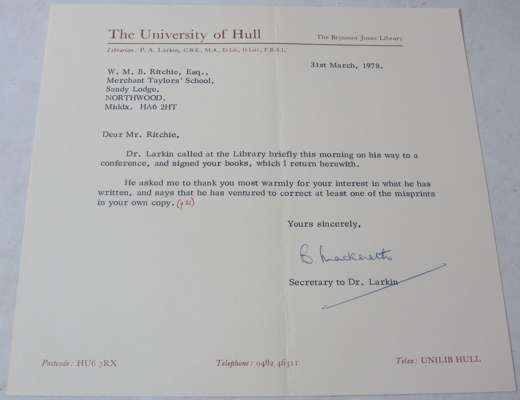 The University of Hull
The Brynmor Jones Library
Librarian: P. A. Larkin, C.B.E., M.A., D.Lit., D.Litt., F.R.S.L.
31st March, 1978.
W. M. B. Ritchie, Esq.,
Merchant Taylors' School,
Sandy Lodge,
NORTHWOOD,
Middx. HA6 2HT
Dear Mr. Ritchie,
Dr. Larkin called at the Library briefly this morning on his way to a
conference, and signed your books, which I return herewith.
He asked me to thank you most warmly for your interest in what he has
written, and says that he has ventured to correct at least one of the misprints
in your own copy.
Yours sincerely,
B. Mackereth
Secretary to Dr. Larkin
Postcode: HU6 7RX
Telephone: 0482 46311
Telex: UNILIB HULL